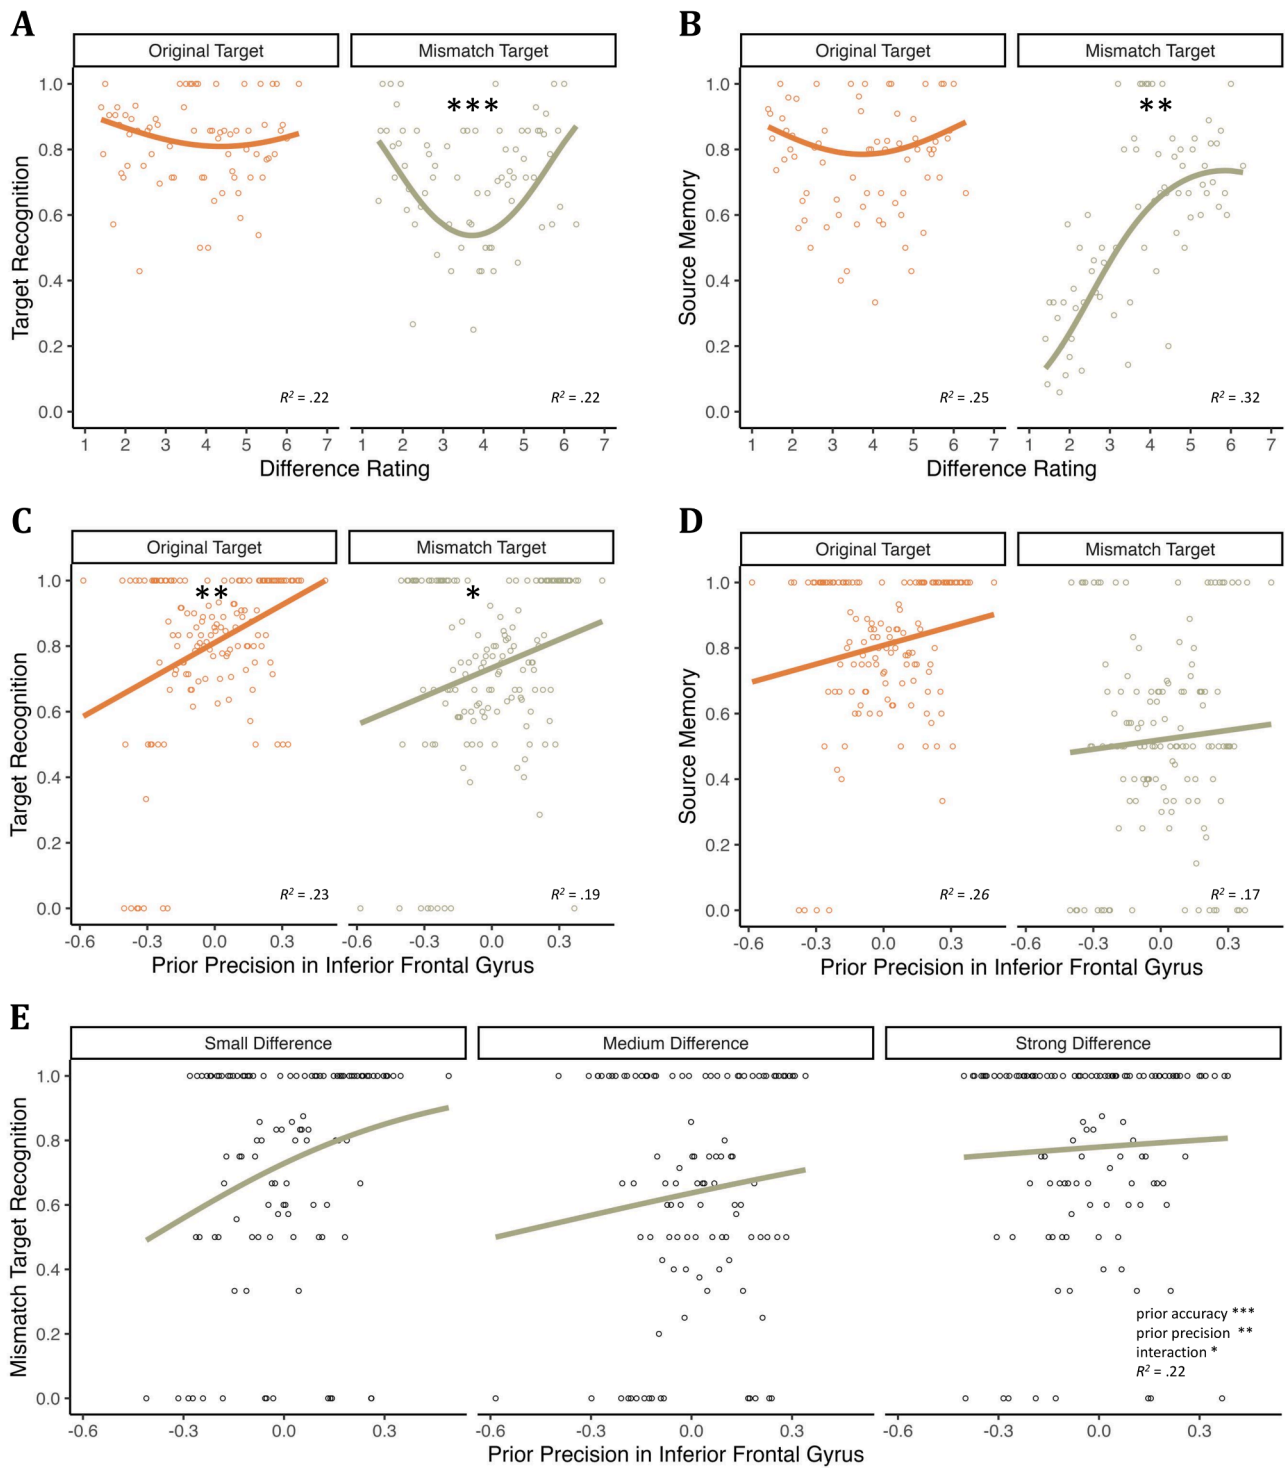 A
B
Original Target
Mismatch Target
Original Target
Mismatch Target
Target Recognition
1.0
0.8
0.6
0.4
0.2
0.0
***
R² = .22
R² = .22
1 2 3 4 5 6 7 1 2 3 4 5 6 7
Difference Rating
Source Memory
1.0
0.8
0.6
0.4
0.2
0.0
**
R² = .25
R² = .32
1 2 3 4 5 6 7 1 2 3 4 5 6 7
Difference Rating
C
D
Original Target
Mismatch Target
Original Target
Mismatch Target
Target Recognition
1.0
0.8
0.6
0.4
0.2
0.0
**
*
R² = .23
R² = .19
-0.6 -0.3 0.0 0.3 -0.6 -0.3 0.0 0.3
Prior Precision in Inferior Frontal Gyrus
Source Memory
1.0
0.8
0.6
0.4
0.2
0.0
R² = .26
R² = .17
-0.6 -0.3 0.0 0.3 -0.6 -0.3 0.0 0.3
Prior Precision in Inferior Frontal Gyrus
E
Small Difference
Medium Difference
Strong Difference
Mismatch Target Recognition
1.0
0.8
0.6
0.4
0.2
0.0
prior accuracy ***
prior precision **
interaction *
R² = .22
-0.6 -0.3 0.0 0.3 -0.6 -0.3 0.0 0.3 -0.6 -0.3 0.0 0.3
Prior Precision in Inferior Frontal Gyrus